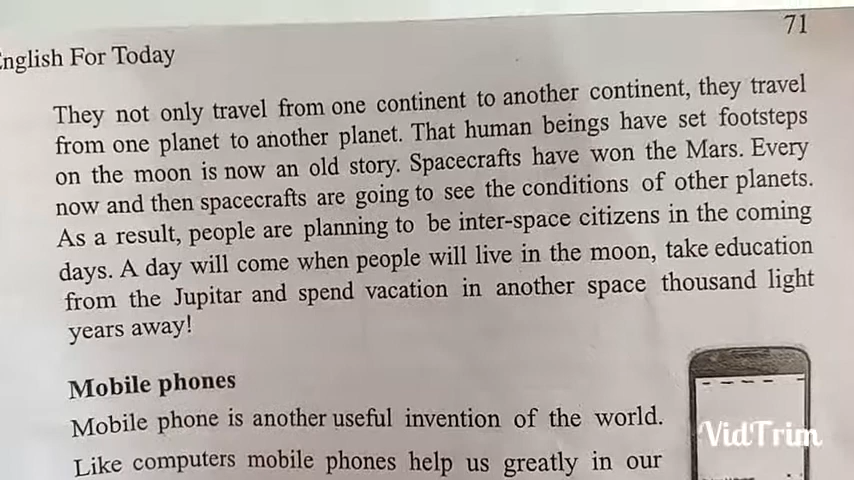 English For Today
71
They not only travel from one continent to another continent, they travel
from one planet to another planet. That human beings have set footsteps
on the moon is now an old story. Spacecrafts have won the Mars. Every
now and then spacecrafts are going to see the conditions of other planets.
As a result, people are planning to be inter-space citizens in the coming
days. A day will come when people will live in the moon, take education
from the Jupitar and spend vacation in another space thousand light
years away!
Mobile phones
Mobile phone is another useful invention of the world.
Like computers mobile phones help us greatly in our
VidTrim